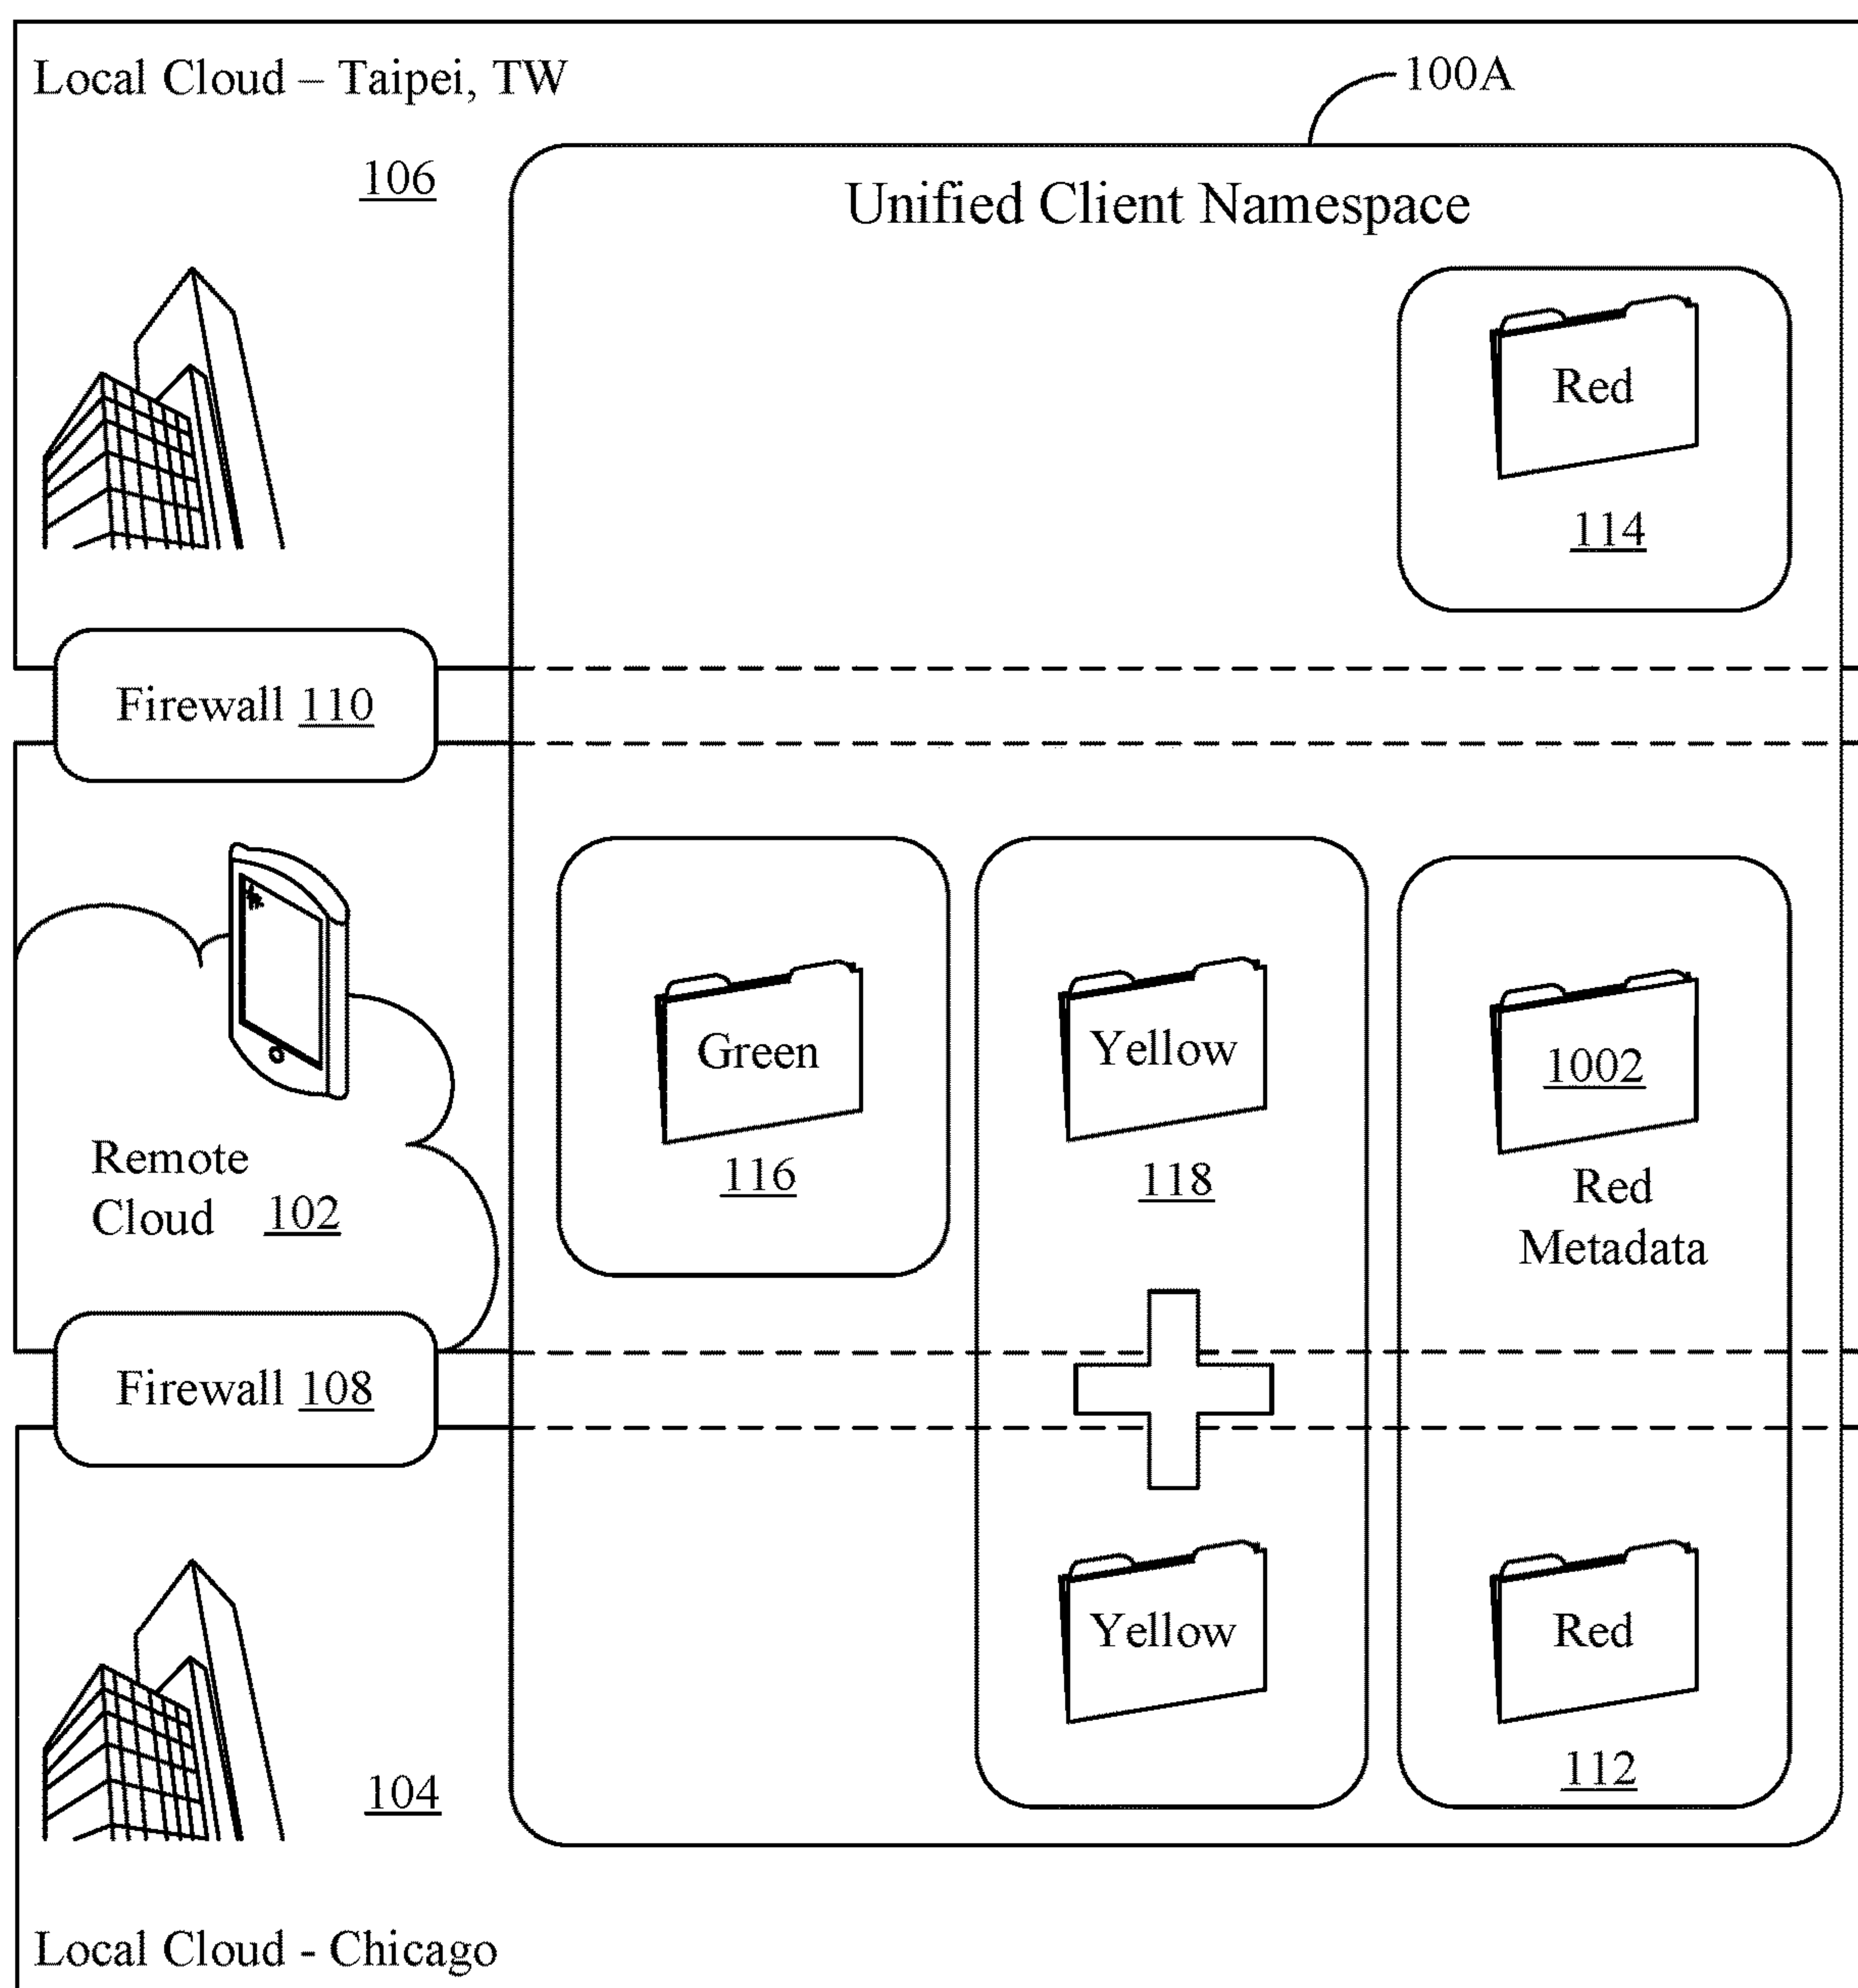 Local Cloud – Taipei, TW
100A
106
Unified Client Namespace
Red
114
Firewall 110
Green
116
Yellow
118
1002
Red
Metadata
Remote
Cloud 102
Firewall 108
Yellow
Red
112
104
Local Cloud - Chicago